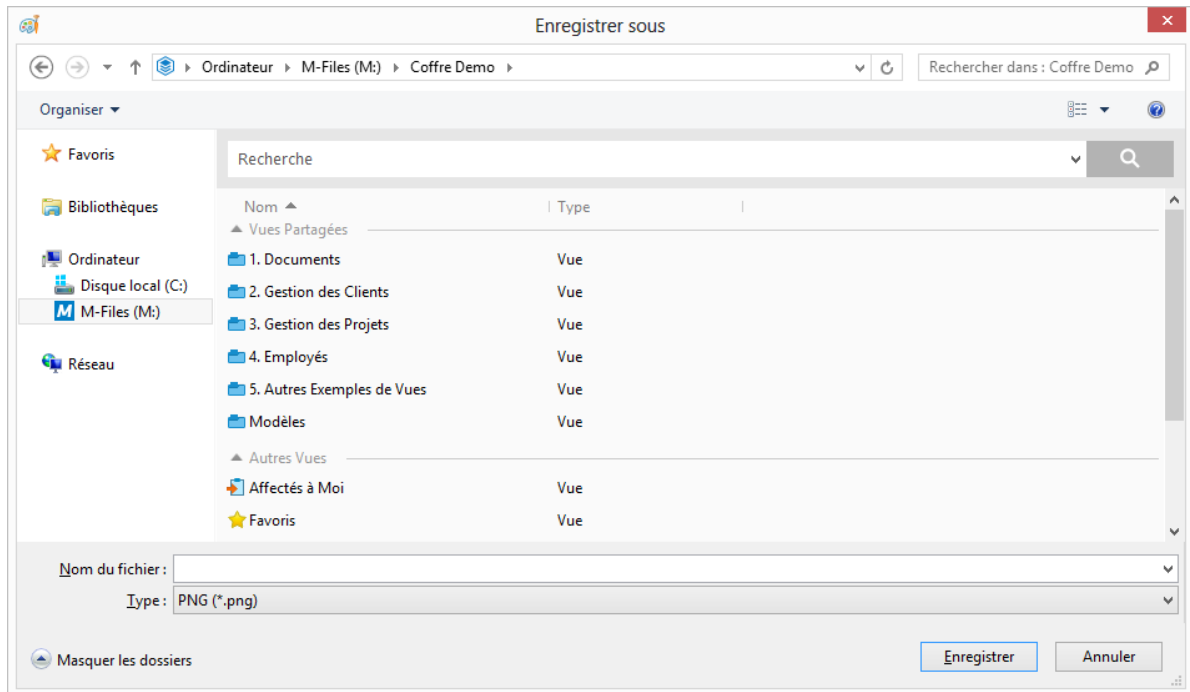 Enregistrer sous
Ordinateur M-Files (M:) Coffre Demo
Rechercher dans : Coffre Demo
Organiser
Favoris
Bibliothèques
Ordinateur
Disque local (C:)
M-Files (M:)
Réseau
Recherche
Nom Type
Vues Partagées
1. Documents Vue
2. Gestion des Clients Vue
3. Gestion des Projets Vue
4. Employés Vue
5. Autres Exemples de Vues Vue
Modèles Vue
Autres Vues
Affectés à Moi Vue
Favoris Vue
Nom du fichier :
Type : PNG (*.png)
Masquer les dossiers
Enregistrer
Annuler